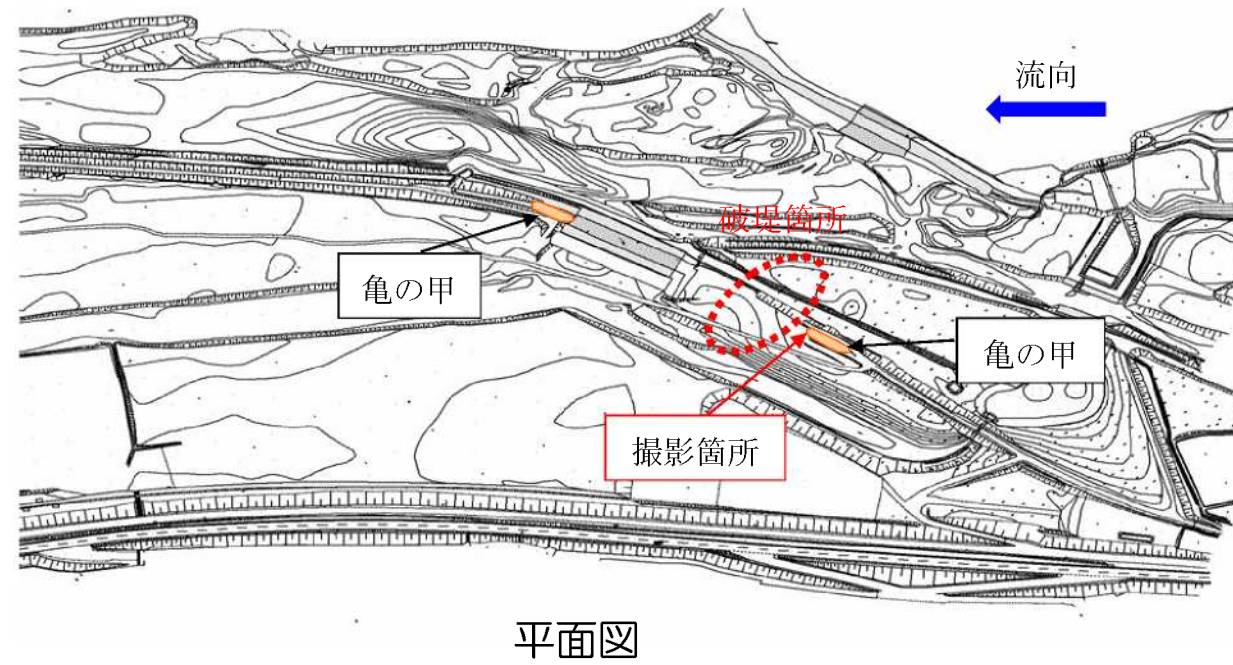 流向
破堤箇所
亀の甲
亀の甲
撮影箇所
平面図